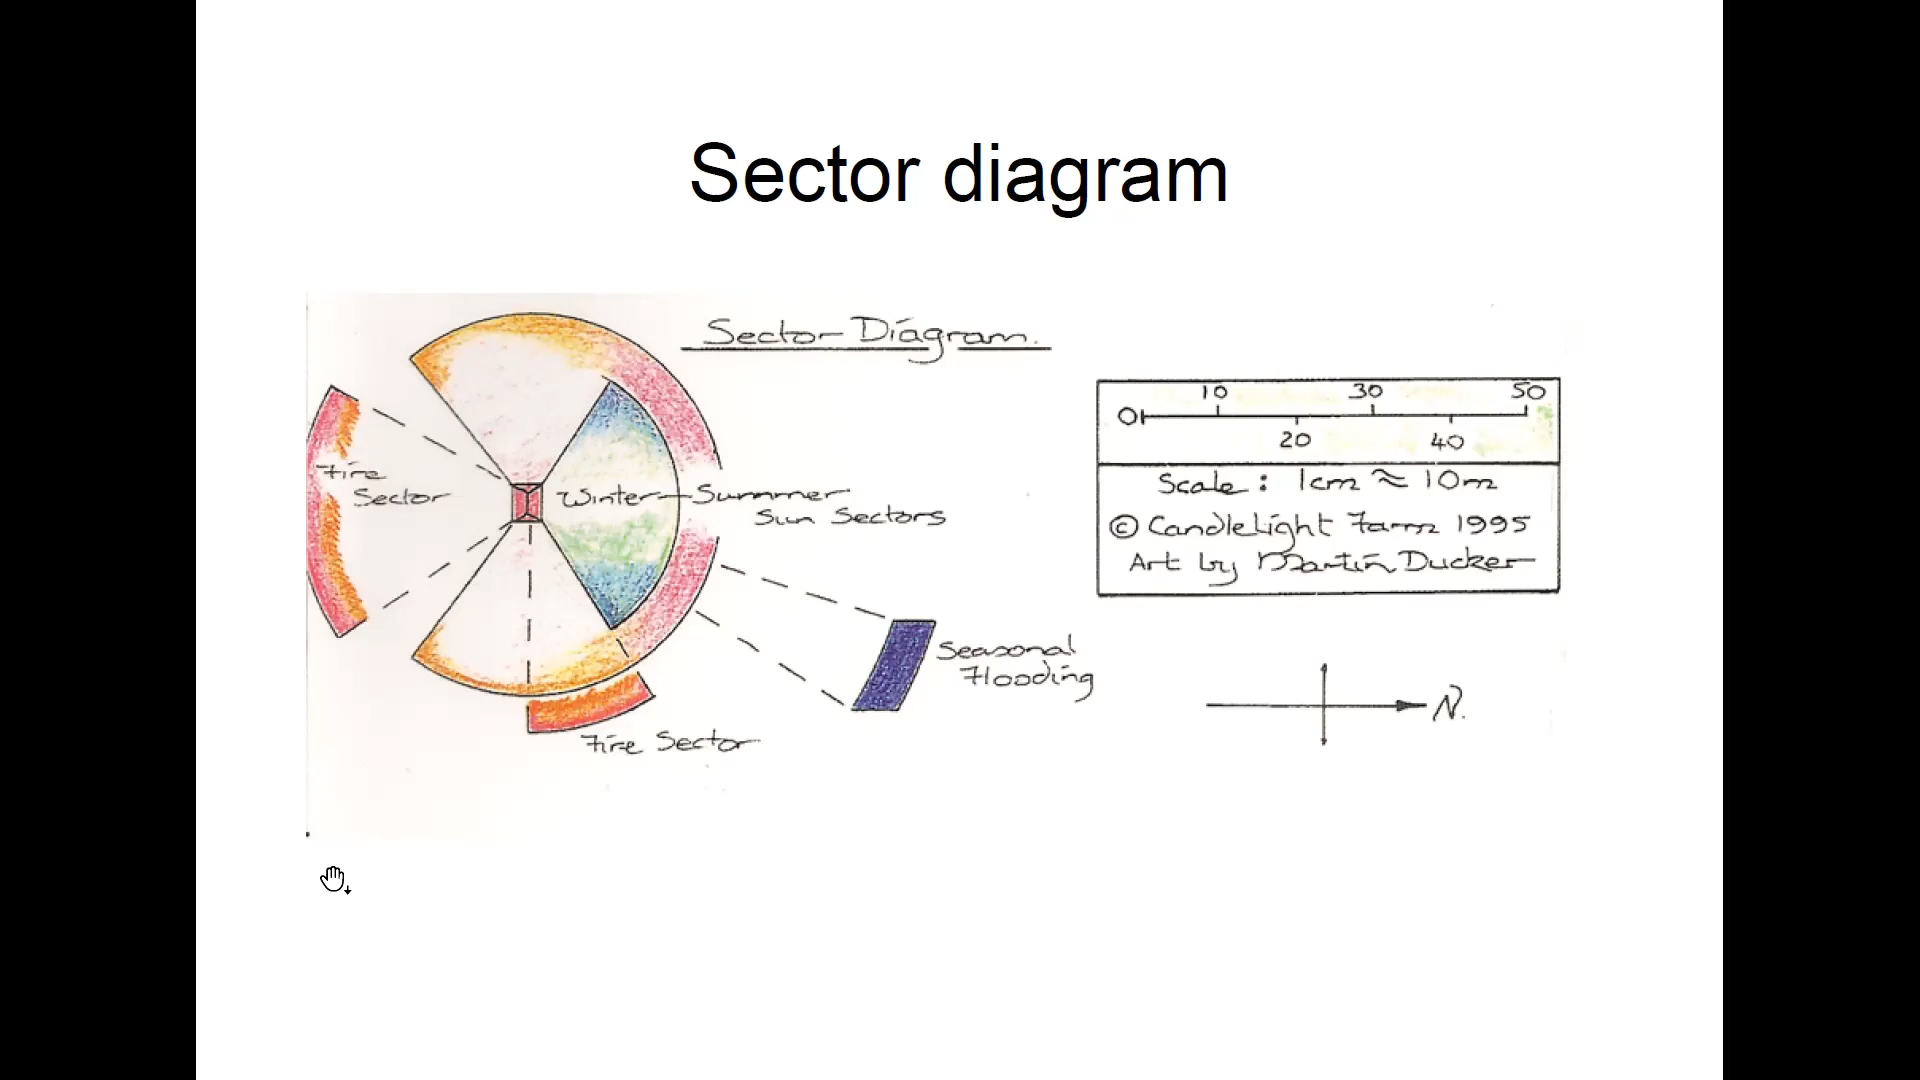 Sector diagram
Sector Diagram.
Fire
Sector
Winter
Summer
Sun Sectors
Seasonal
Flooding
Fire Sector
10 30 50
0
20 40
Scale : 1cm ≈ 10m
© Candlelight Farm 1995
Art by Martin Ducker
N.